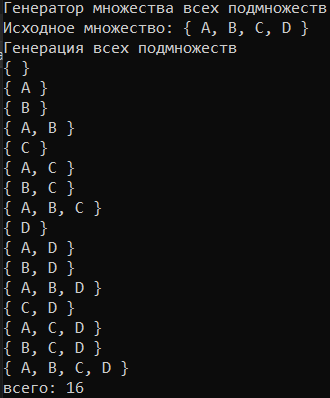 Генератор множества всех подмножеств
Исходное множество: { A, B, C, D }
Генерация всех подмножеств
{ }
{ A }
{ B }
{ A, B }
{ C }
{ A, C }
{ B, C }
{ A, B, C }
{ D }
{ A, D }
{ B, D }
{ A, B, D }
{ C, D }
{ A, C, D }
{ B, C, D }
{ A, B, C, D }
всего: 16